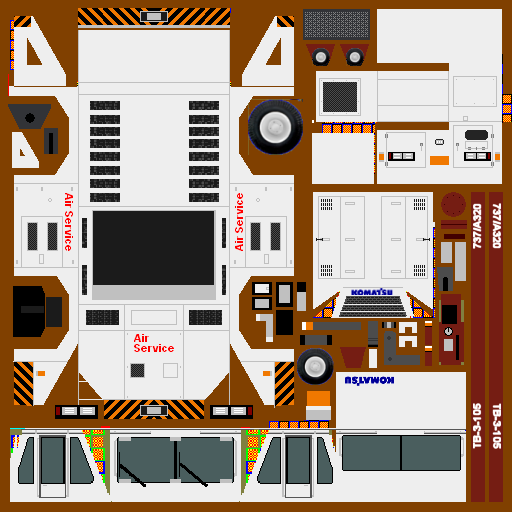 Air Service
Air Service
Air
Service
KOMATSU
KOMATSU
737/A320
737/A320
TB-3-105
TB-3-105